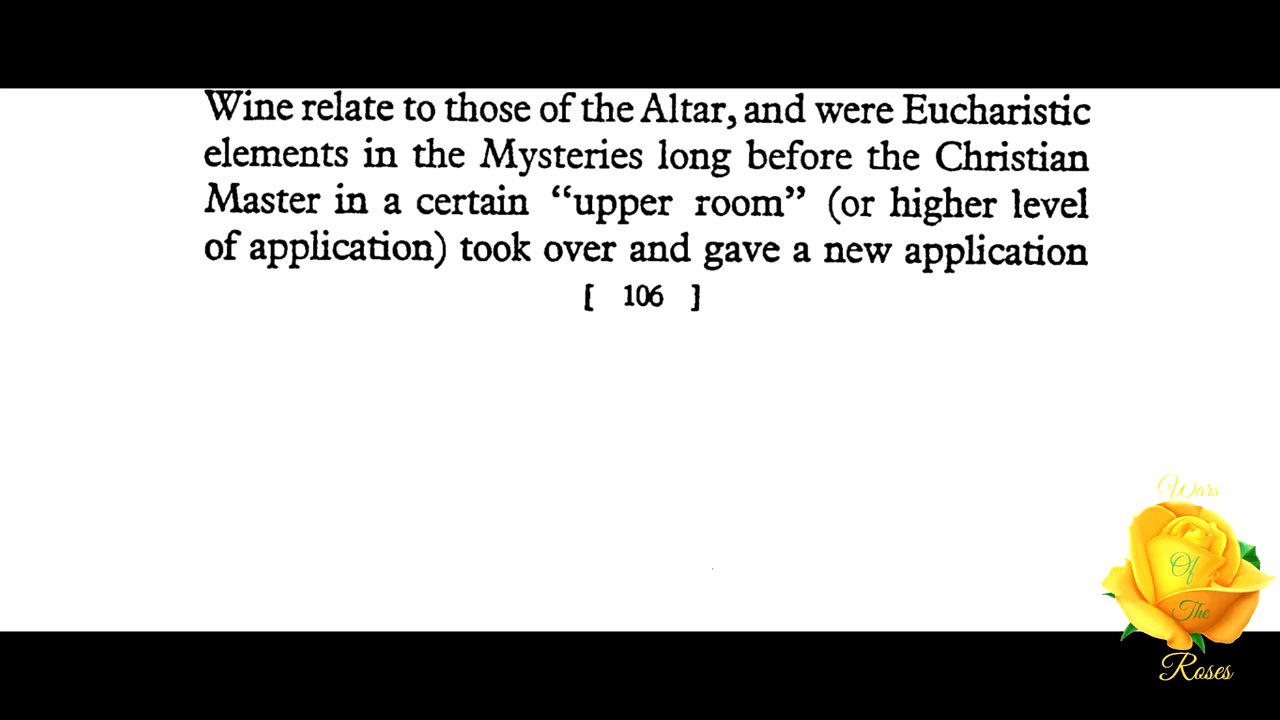 Wine relate to those of the Altar, and were Eucharistic
elements in the Mysteries long before the Christian
Master in a certain “upper room” (or higher level
of application) took over and gave a new application
[ 106 ]
Wars
Of
The
Roses